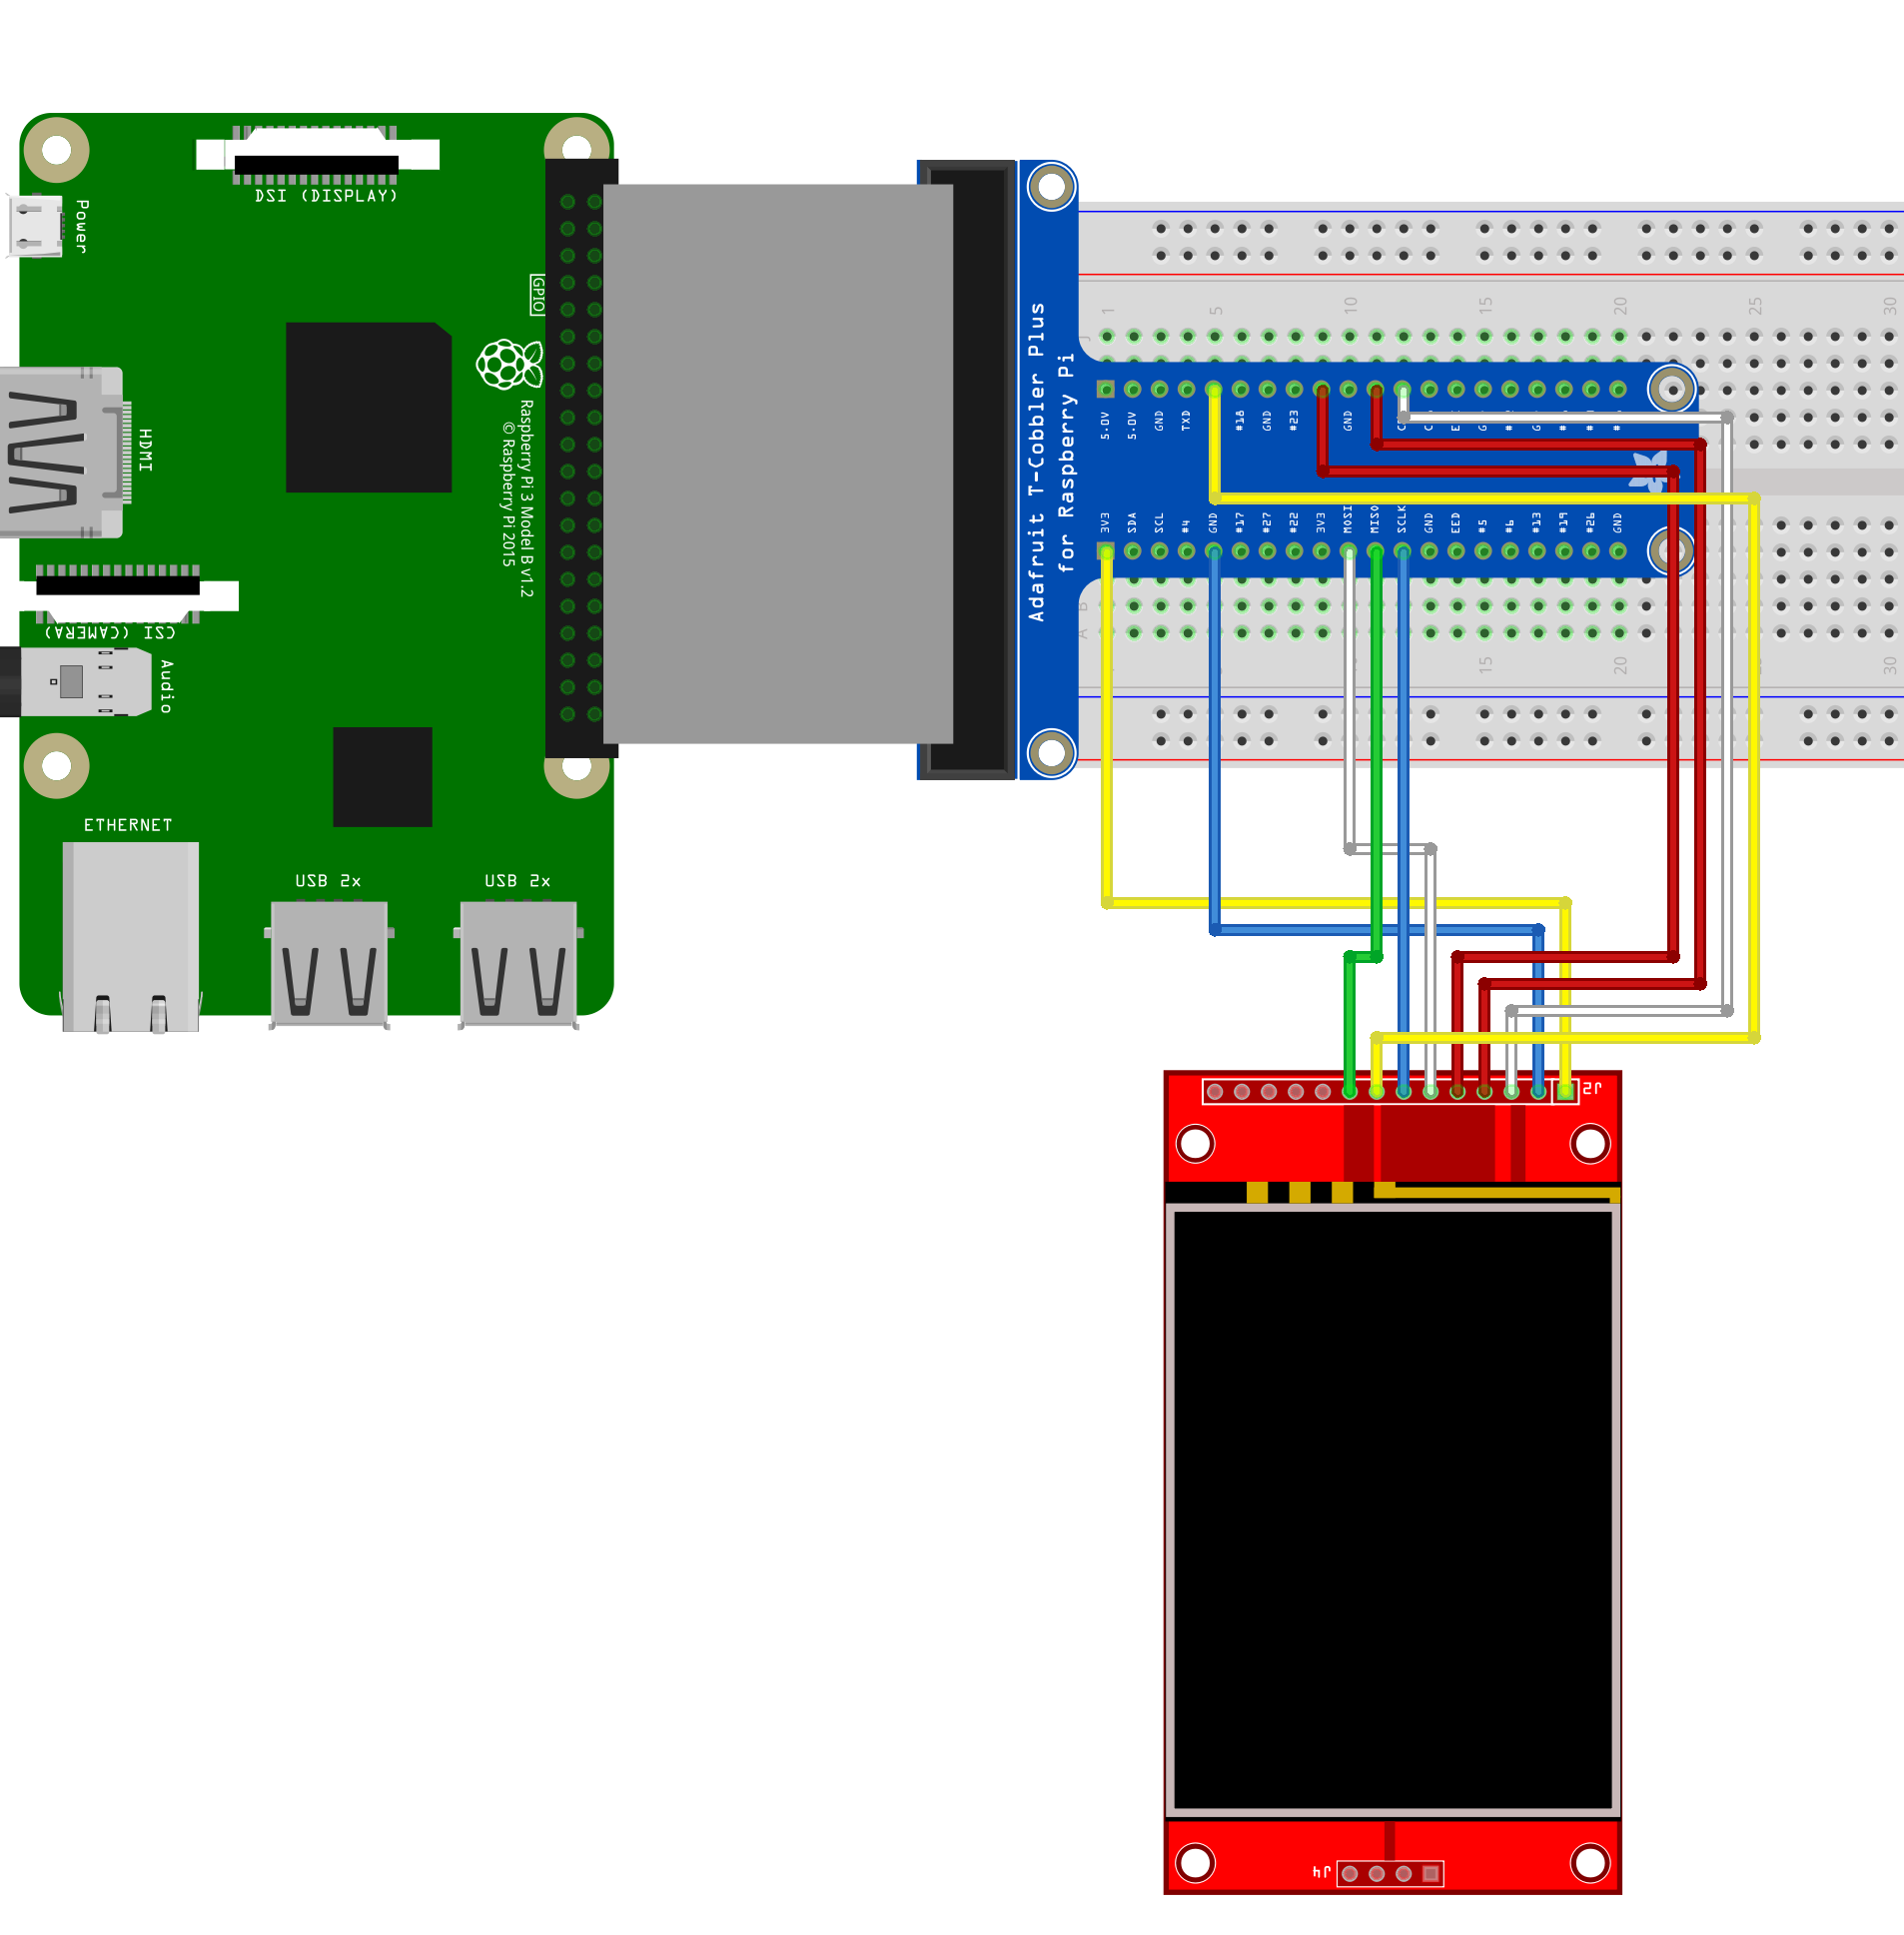 DSI (DISPLAY)
Power
GPIO
HDMI
Raspberry Pi 3 Model B v1.2
© Raspberry Pi 2015
CSI (CAMERA)
Audio
ETHERNET
USB 2x
USB 2x
Adafruit T-Cobbler Plus
for Raspberry Pi
1 5 10 15 20 25 30
J
5.0V 5.0V GND TXD #18 GND #23 GND
3V3 SDA SCL #4 GND #17 #27 #22 3V3 MOSI MISO SCLK GND EED #5 #6 #13 #19 #26 GND
B
A
15 20 30
J2
J4